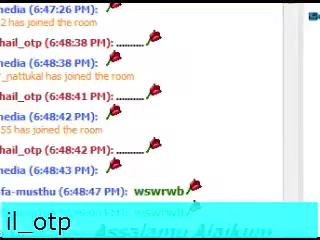 media (6:47:26 PM):
2 has joined the room
hail_otp (6:48:38 PM): ..........
nedia (6:48:38 PM):
r_nattukal has joined the room
hail_otp (6:48:41 PM): ..........
nedia (6:48:42 PM):
55 has joined the room
hail_otp (6:48:42 PM): ..........
nedia (6:48:43 PM):
fa-musthu (6:48:47 PM): wswrwb
il_otp
Assalamu Alaikum